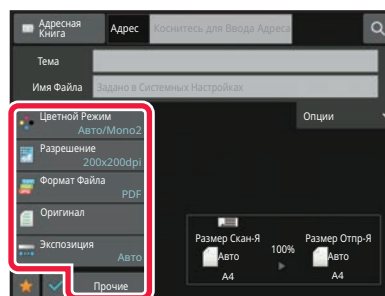 Адресная
Книга
Адрес
Коснитесь для Ввода Адреса
Тема
Имя Файла
Задано в Системных Настройках
Цветной Режим
Авто/Mono2
Опции
Разрешение
200x200dpi
Формат Файла
PDF
Оригинал
Экспозиция
Авто
Прочие
Размер Скан-Я
100%
Размер Отпр-Я
Авто
Авто
A4
A4